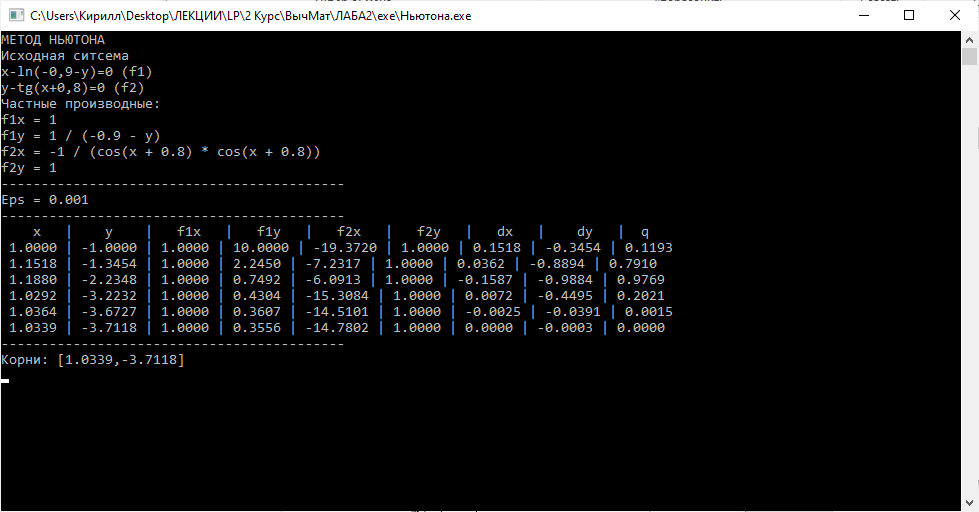 C:\Users\Кирилл\Desktop\ЛЕКЦИИ\LP\2 Курс\ВычМат\ЛАБА2\exe\Ньютона.exe
МЕТОД НЬЮТОНА
Исходная ситсема
x-ln(-0,9-y)=0 (f1)
y-tg(x+0,8)=0 (f2)
Частные производные:
f1x = 1
f1y = 1 / (-0.9 - y)
f2x = -1 / (cos(x + 0.8) * cos(x + 0.8))
f2y = 1
-------------------------------------------
Eps = 0.001
-------------------------------------------
x | y | f1x | f1y | f2x | f2y | dx | dy | q
1.0000 | -1.0000 | 1.0000 | 10.0000 | -19.3720 | 1.0000 | 0.1518 | -0.3454 | 0.1193
1.1518 | -1.3454 | 1.0000 | 2.2450 | -7.2317 | 1.0000 | 0.0362 | -0.8894 | 0.7910
1.1880 | -2.2348 | 1.0000 | 0.7492 | -6.0913 | 1.0000 | -0.1587 | -0.9884 | 0.9769
1.0292 | -3.2232 | 1.0000 | 0.4304 | -15.3084 | 1.0000 | 0.0072 | -0.4495 | 0.2021
1.0364 | -3.6727 | 1.0000 | 0.3607 | -14.5101 | 1.0000 | -0.0025 | -0.0391 | 0.0015
1.0339 | -3.7118 | 1.0000 | 0.3556 | -14.7802 | 1.0000 | 0.0000 | -0.0003 | 0.0000
-------------------------------------------
Корни: [1.0339,-3.7118]